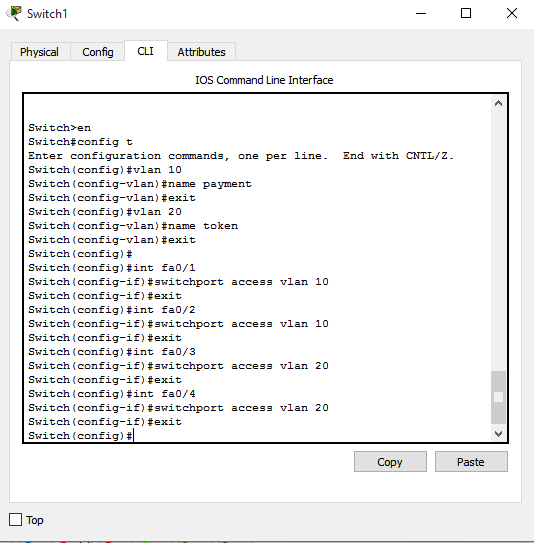 Switch1
Physical Config CLI Attributes
IOS Command Line Interface
Switch>en
Switch#config t
Enter configuration commands, one per line.  End with CNTL/Z.
Switch(config)#vlan 10
Switch(config-vlan)#name payment
Switch(config-vlan)#exit
Switch(config)#vlan 20
Switch(config-vlan)#name token
Switch(config-vlan)#exit
Switch(config)#
Switch(config)#int fa0/1
Switch(config-if)#switchport access vlan 10
Switch(config-if)#exit
Switch(config)#int fa0/2
Switch(config-if)#switchport access vlan 10
Switch(config-if)#exit
Switch(config)#int fa0/3
Switch(config-if)#switchport access vlan 20
Switch(config-if)#exit
Switch(config)#int fa0/4
Switch(config-if)#switchport access vlan 20
Switch(config-if)#exit
Switch(config)#
Copy Paste
Top